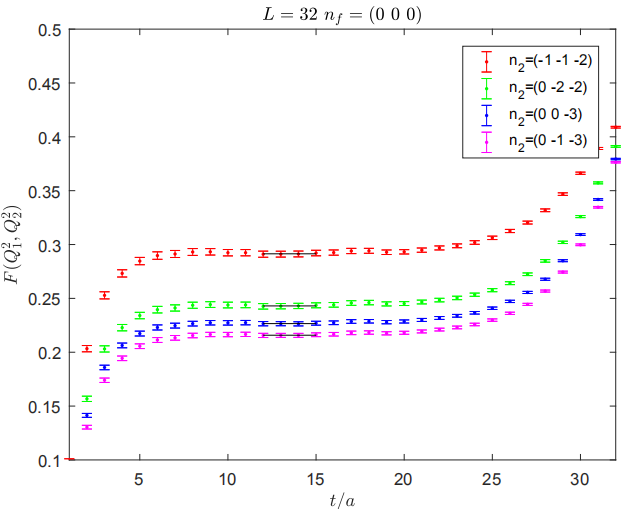 L = 32 n_f = (0 0 0)
0.5
0.45
0.4
0.35
0.3
0.25
0.2
0.15
0.1
F(Q_1^2, Q_2^2)
n_2=(-1 -1 -2)
n_2=(0 -2 -2)
n_2=(0 0 -3)
n_2=(0 -1 -3)
5 10 15 20 25 30
t/a